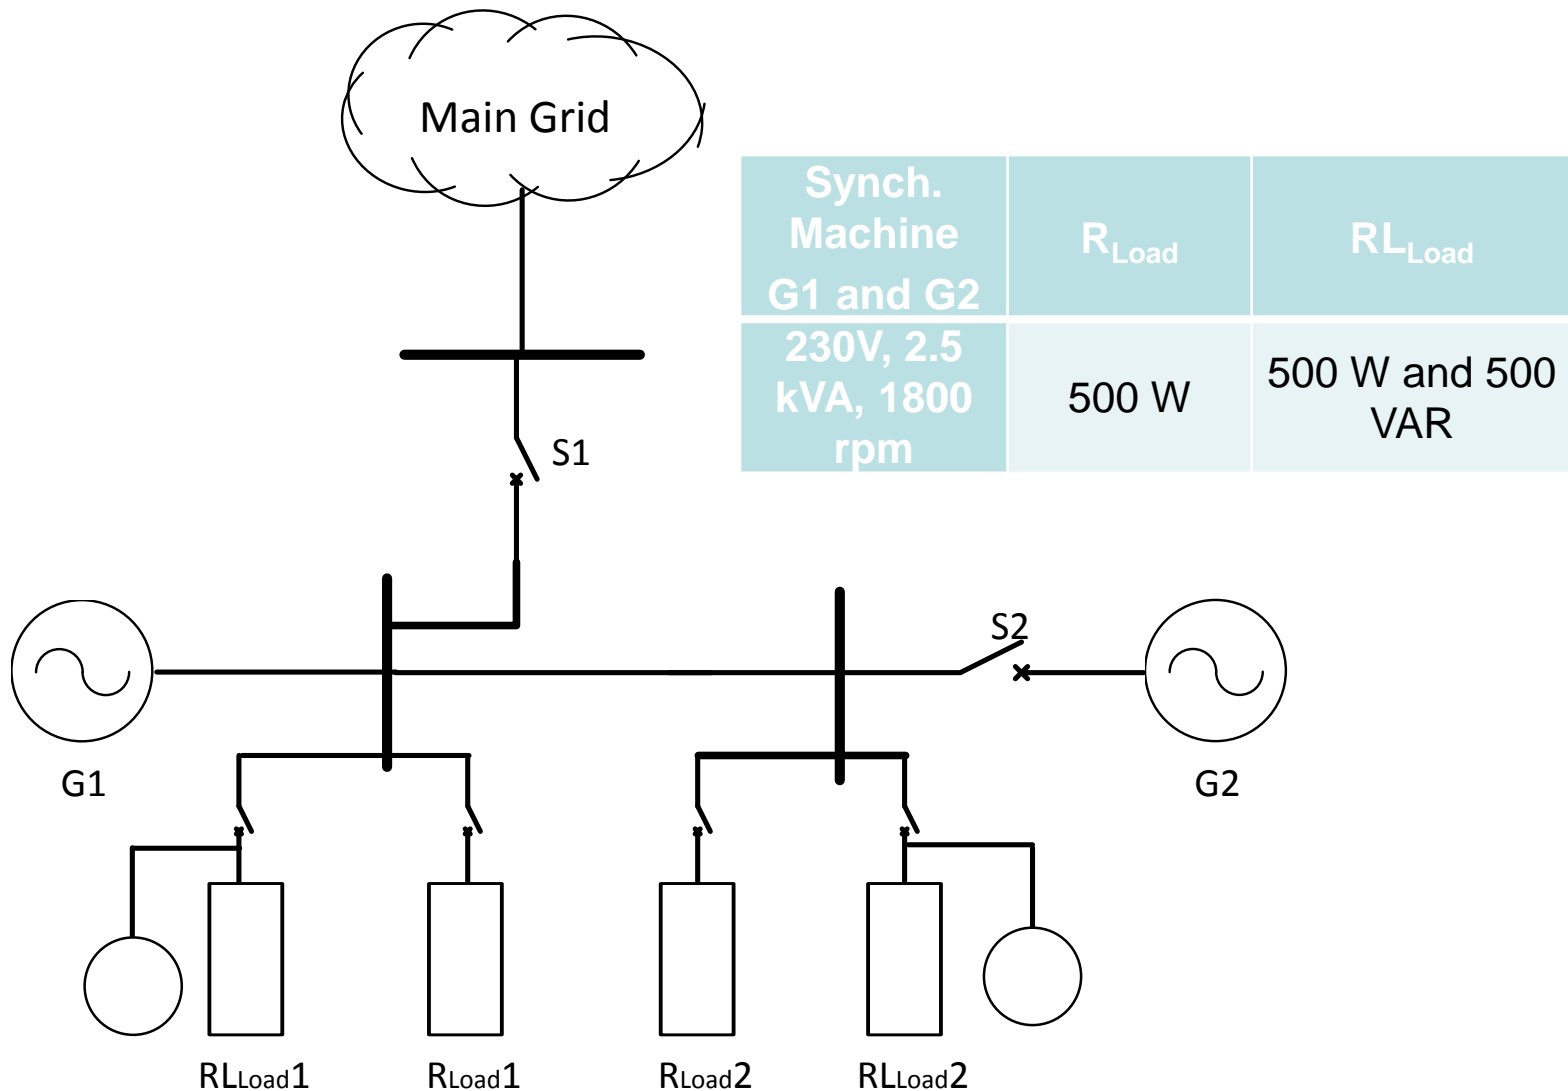 Main Grid
Synch.
Machine
G1 and G2
RLoad
RLLoad
230V, 2.5
kVA, 1800
rpm
500 W
500 W and 500
VAR
S1
S2
G1
G2
RLLoad1
RLoad1
RLoad2
RLLoad2